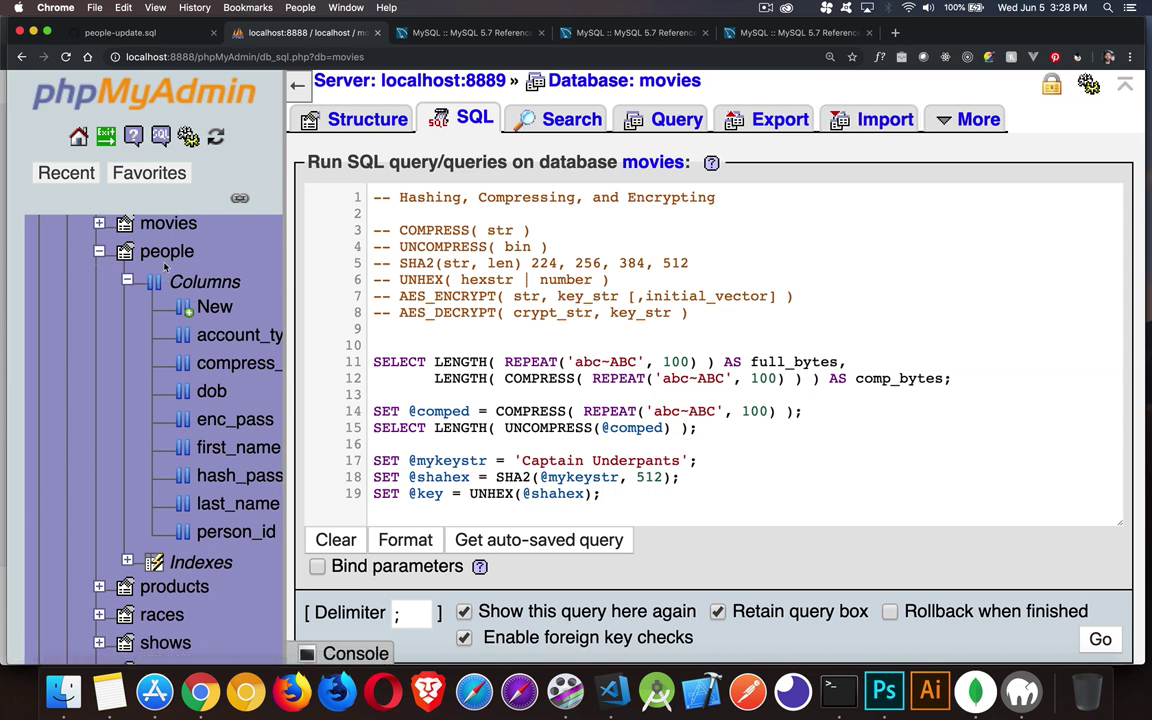 Chrome File Edit View History Bookmarks People Window Help 100% Wed Jun 5 3:28 PM
people-update.sql
localhost:8888 / localhost / mo
MySQL :: MySQL 5.7 Referenc
MySQL :: MySQL 5.7 Referenc
MySQL :: MySQL 5.7 Referenc
localhost:8888/phpMyAdmin/db_sql.php?db=movies
phpMyAdmin
Recent Favorites
movies
people
Columns
New
account_ty
compress_
dob
enc_pass
first_name
hash_pass
last_name
person_id
Indexes
products
races
shows
Server: localhost:8889 » Database: movies
Structure SQL Search Query Export Import More
Run SQL query/queries on database movies:
1 -- Hashing, Compressing, and Encrypting
2
3 -- COMPRESS( str )
4 -- UNCOMPRESS( bin )
5 -- SHA2(str, len) 224, 256, 384, 512
6 -- UNHEX( hexstr | number )
7 -- AES_ENCRYPT( str, key_str [,initial_vector] )
8 -- AES_DECRYPT( crypt_str, key_str )
9
10
11 SELECT LENGTH( REPEAT('abc~ABC', 100) ) AS full_bytes,
12 LENGTH( COMPRESS( REPEAT('abc~ABC', 100) ) ) AS comp_bytes;
13
14 SET @comped = COMPRESS( REPEAT('abc~ABC', 100) );
15 SELECT LENGTH( UNCOMPRESS(@comped) );
16
17 SET @mykeystr = 'Captain Underpants';
18 SET @shahex = SHA2(@mykeystr, 512);
19 SET @key = UNHEX(@shahex);
Clear Format Get auto-saved query
Bind parameters
[ Delimiter ; ] Show this query here again Retain query box Rollback when finished
Enable foreign key checks
Go
Console
Ps Ai